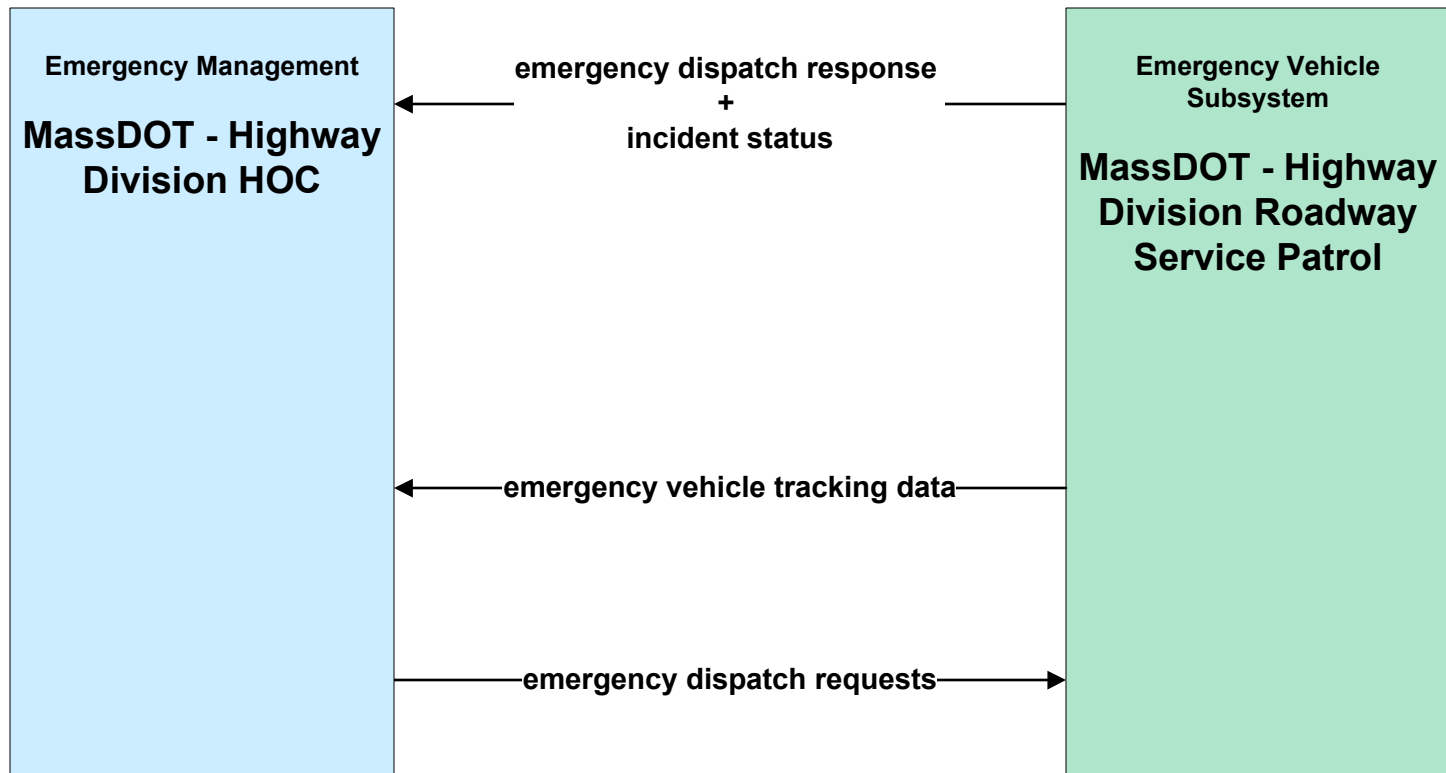 Emergency Management
MassDOT - Highway
Division HOC
emergency dispatch response
+
incident status
emergency vehicle tracking data
emergency dispatch requests
Emergency Vehicle
Subsystem
MassDOT - Highway
Division Roadway
Service Patrol